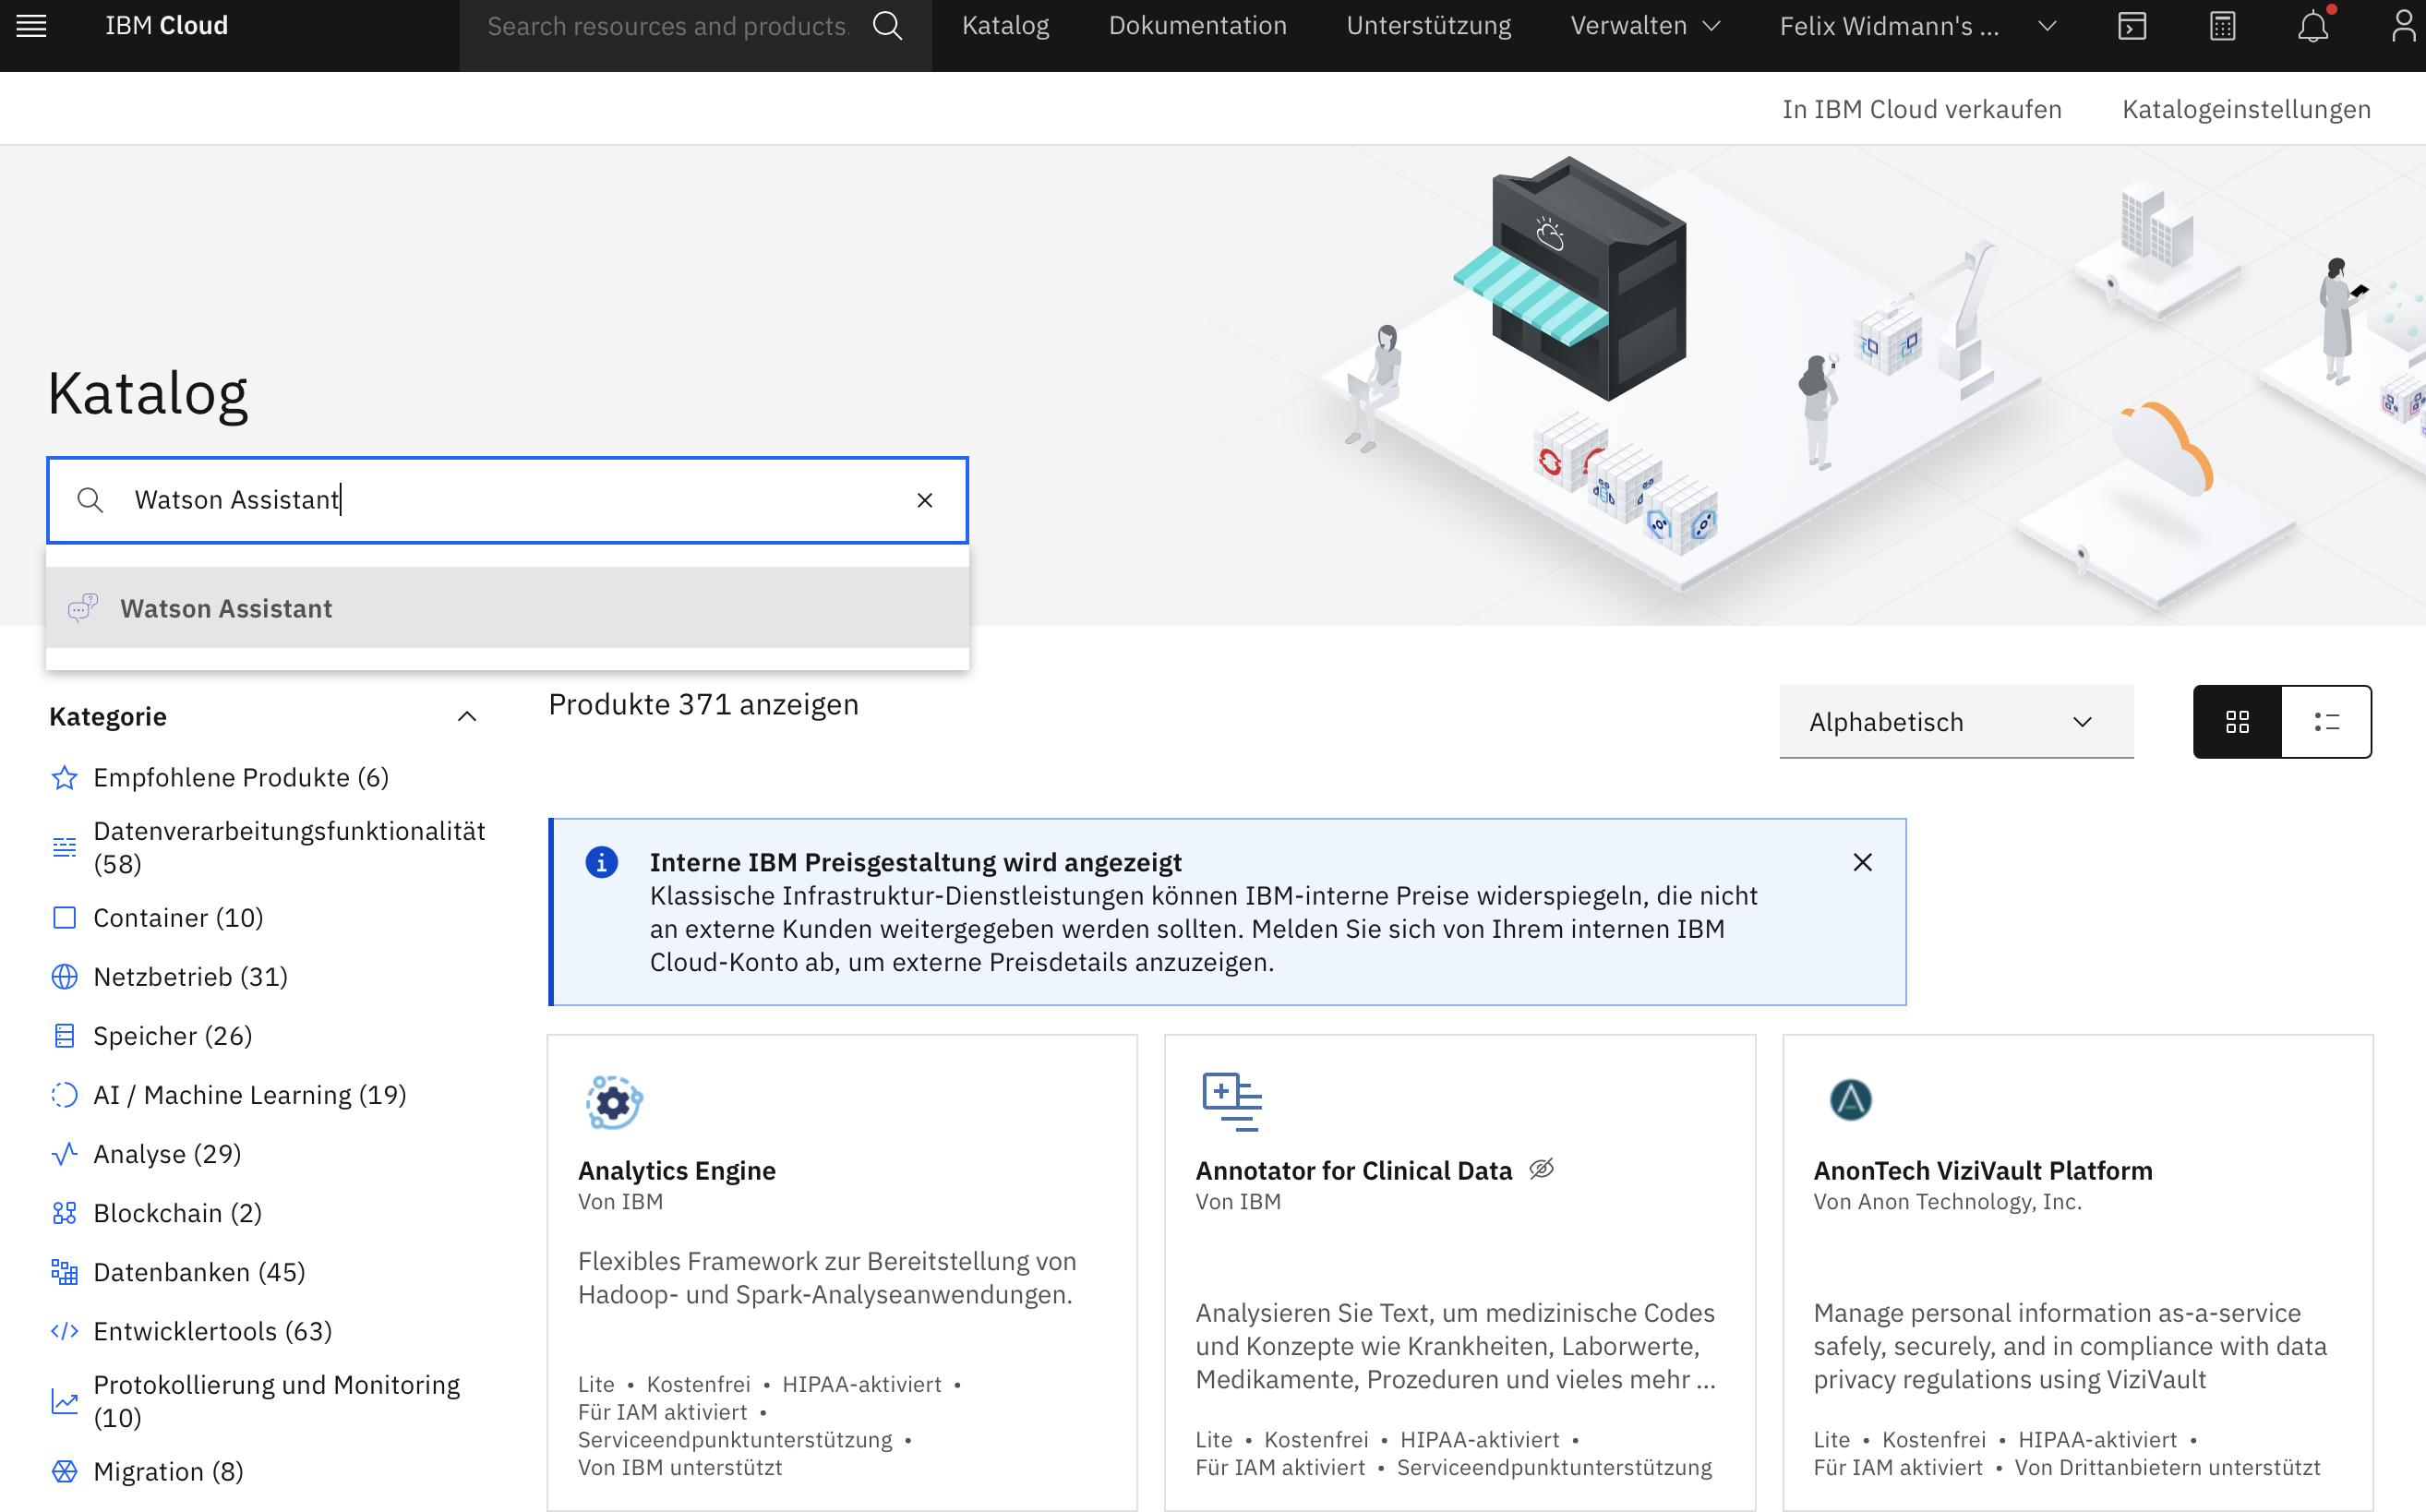 IBM Cloud
Search resources and products.
Katalog
Dokumentation
Unterstützung
Verwalten
Felix Widmann's ...
In IBM Cloud verkaufen
Katalogeinstellungen
Katalog
Watson Assistant
Watson Assistant
Kategorie
Empfohlene Produkte (6)
Datenverarbeitungsfunktionalität
(58)
Container (10)
Netzbetrieb (31)
Speicher (26)
AI / Machine Learning (19)
Analyse (29)
Blockchain (2)
Datenbanken (45)
Entwicklertools (63)
Protokollierung und Monitoring
(10)
Migration (8)
Produkte 371 anzeigen
Alphabetisch
Interne IBM Preisgestaltung wird angezeigt
Klassische Infrastruktur-Dienstleistungen können IBM-interne Preise widerspiegeln, die nicht
an externe Kunden weitergegeben werden sollten. Melden Sie sich von Ihrem internen IBM
Cloud-Konto ab, um externe Preisdetails anzuzeigen.
Analytics Engine
Von IBM
Flexibles Framework zur Bereitstellung von
Hadoop- und Spark-Analyseanwendungen.
Lite • Kostenfrei • HIPAA-aktiviert •
Für IAM aktiviert •
Serviceendpunktunterstützung •
Von IBM unterstützt
Annotator for Clinical Data
Von IBM
Analysieren Sie Text, um medizinische Codes
und Konzepte wie Krankheiten, Laborwerte,
Medikamente, Prozeduren und vieles mehr ...
Lite • Kostenfrei • HIPAA-aktiviert •
Für IAM aktiviert • Serviceendpunktunterstützung
AnonTech ViziVault Platform
Von Anon Technology, Inc.
Manage personal information as-a-service
safely, securely, and in compliance with data
privacy regulations using ViziVault
Lite • Kostenfrei • HIPAA-aktiviert •
Für IAM aktiviert • Von Drittanbietern unterstützt